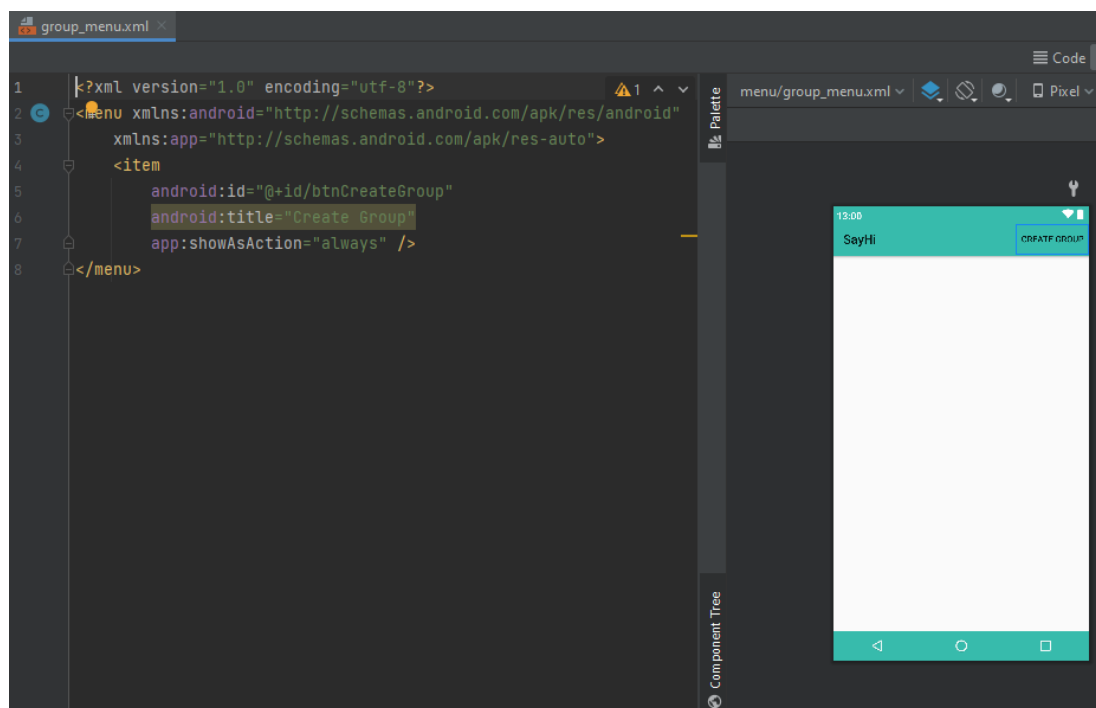 group_menu.xml
Code
1 <?xml version="1.0" encoding="utf-8"?>
1
2 <menu xmlns:android="http://schemas.android.com/apk/res/android"
3 xmlns:app="http://schemas.android.com/apk/res-auto">
4 <item
5 android:id="@+id/btnCreateGroup"
6 android:title="Create Group"
7 app:showAsAction="always" />
8 </menu>
Palette
menu/group_menu.xml
Pixel
13:00
SayHi
CREATE GROUP
Component Tree